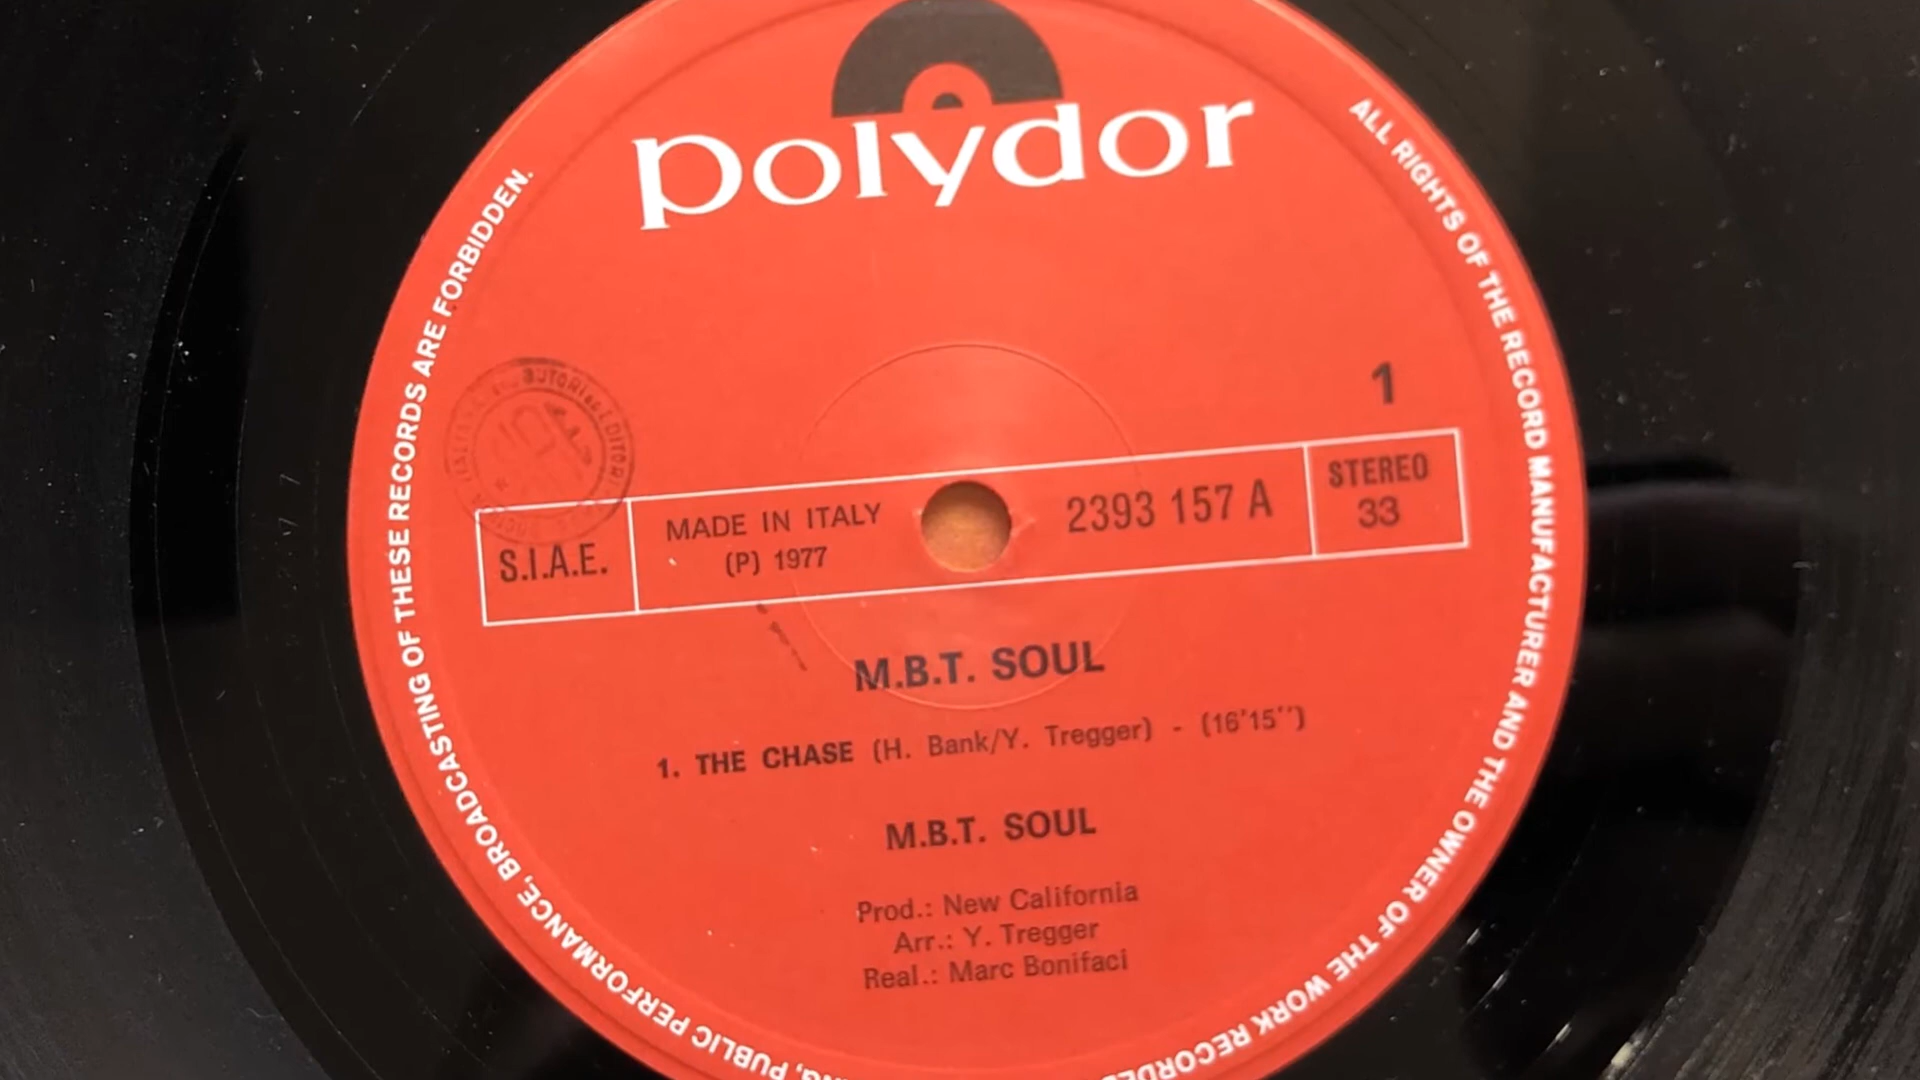 polydor
ALL RIGHTS OF THE RECORD MANUFACTURER AND THE OWNER OF THE WORK RECORDED
PUBLIC PERFORMANCE, BROADCASTING OF THESE RECORDS ARE FORBIDDEN.
1
S.I.A.E.
MADE IN ITALY
(P) 1977
2393 157 A
STEREO
33
M.B.T. SOUL
1. THE CHASE (H. Bank/Y. Tregger) - (16'15'')
M.B.T. SOUL
Prod.: New California
Arr.: Y. Tregger
Real.: Marc Bonifaci